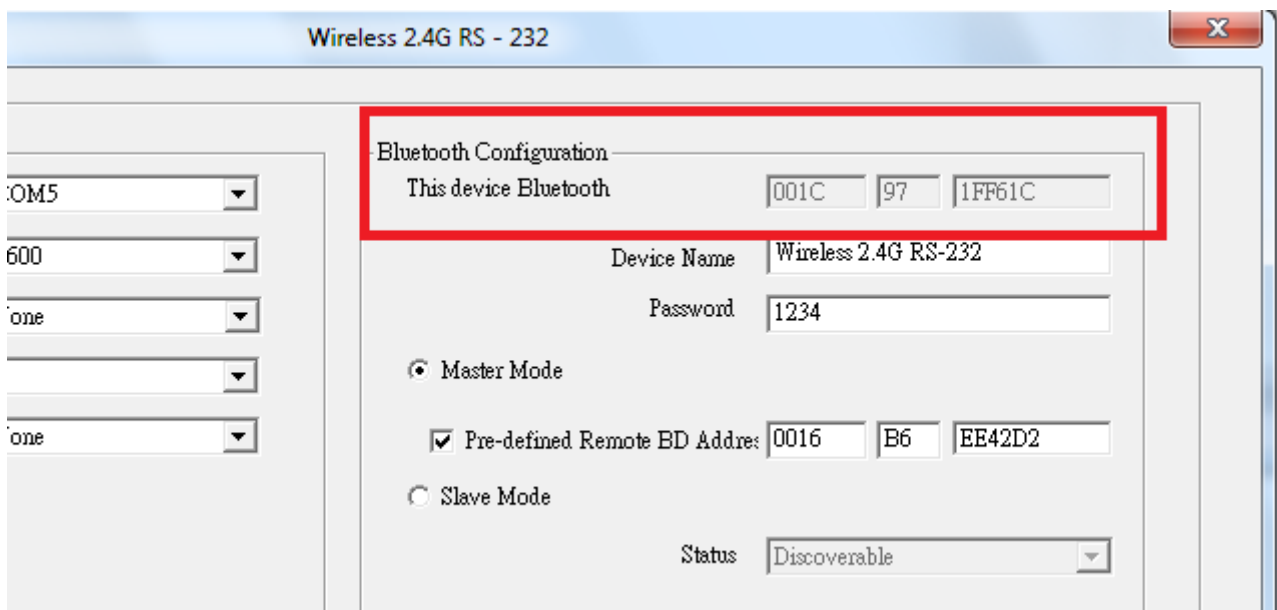 Wireless 2.4G RS - 232
Bluetooth Configuration
This device Bluetooth 001C 97 1FF61C
COM5
600
Device Name Wireless 2.4G RS-232
Password 1234
one
Master Mode
one
Pre-defined Remote BD Addres 0016 B6 EE42D2
Slave Mode
Status Discoverable